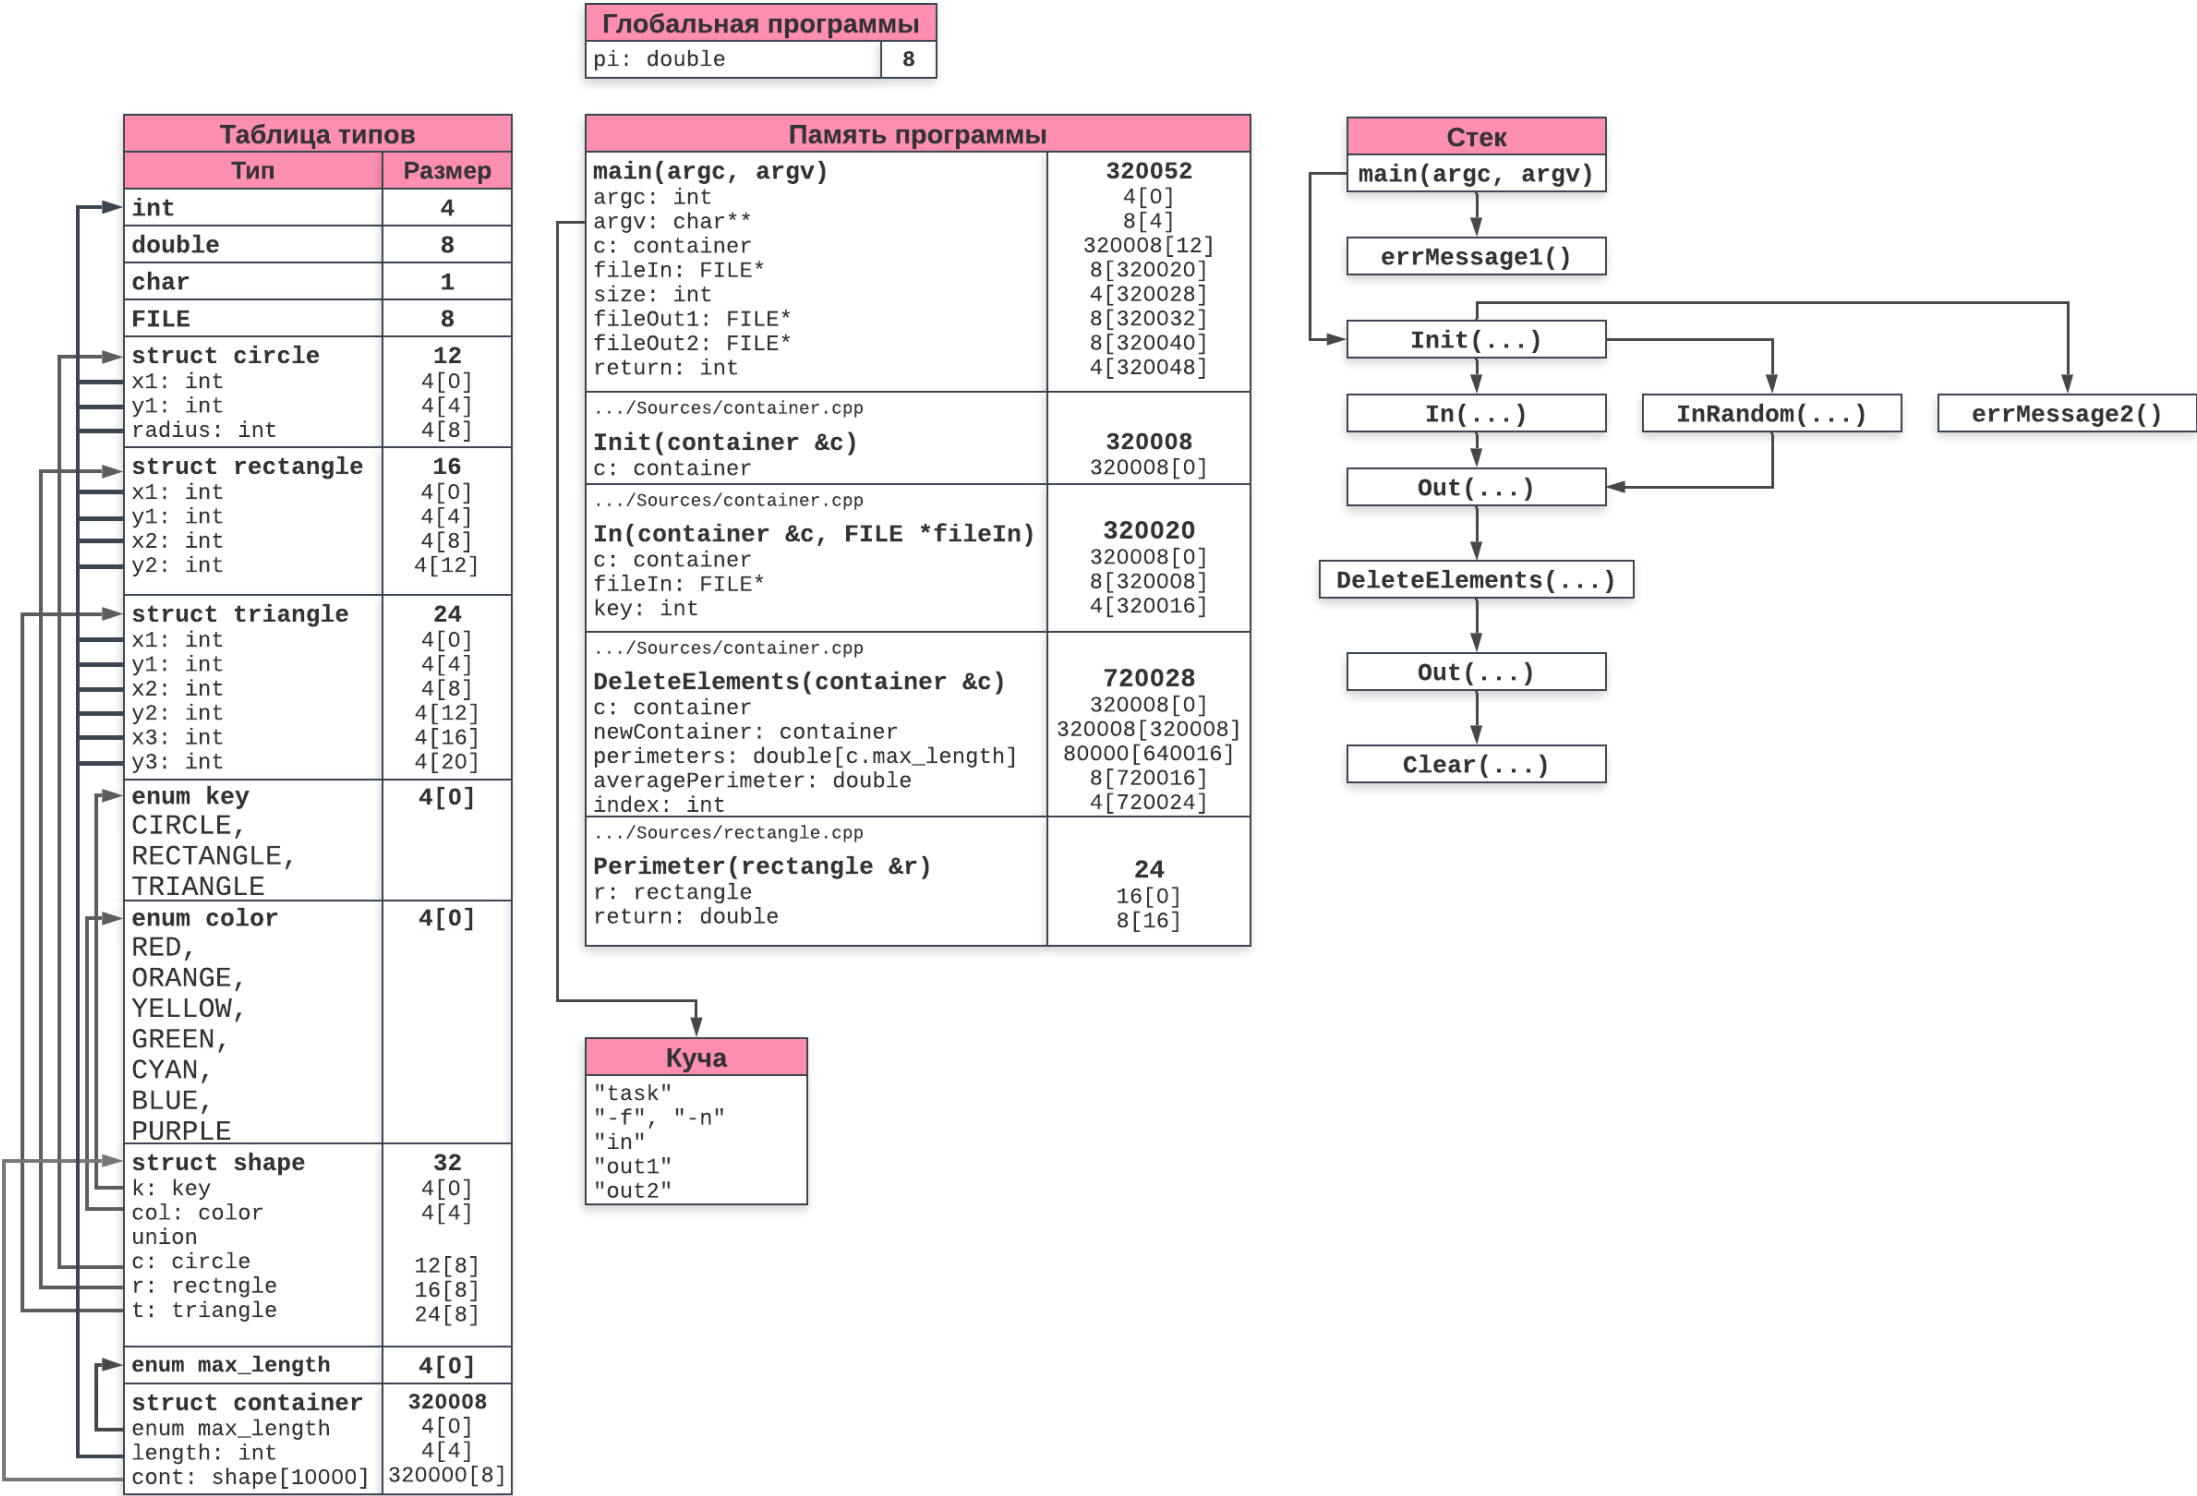 Глобальная программы
pi: double 8
Таблица типов
Тип Размер
int 4
double 8
char 1
FILE 8
struct circle 12
x1: int 4[0]
y1: int 4[4]
radius: int 4[8]
struct rectangle 16
x1: int 4[0]
y1: int 4[4]
x2: int 4[8]
y2: int 4[12]
struct triangle 24
x1: int 4[0]
y1: int 4[4]
x2: int 4[8]
y2: int 4[12]
x3: int 4[16]
y3: int 4[20]
enum key 4[0]
CIRCLE,
RECTANGLE,
TRIANGLE
enum color 4[0]
RED,
ORANGE,
YELLOW,
GREEN,
CYAN,
BLUE,
PURPLE
struct shape 32
k: key 4[0]
col: color 4[4]
union
c: circle 12[8]
r: rectngle 16[8]
t: triangle 24[8]
enum max_length 4[0]
struct container 320008
enum max_length 4[0]
length: int 4[4]
cont: shape[10000] 320000[8]
Память программы
main(argc, argv) 320052
argc: int 4[0]
argv: char** 8[4]
c: container 320008[12]
fileIn: FILE* 8[320020]
size: int 4[320028]
fileOut1: FILE* 8[320032]
fileOut2: FILE* 8[320040]
return: int 4[320048]
.../Sources/container.cpp
Init(container &c) 320008
c: container 320008[0]
.../Sources/container.cpp
In(container &c, FILE *fileIn) 320020
c: container 320008[0]
fileIn: FILE* 8[320008]
key: int 4[320016]
.../Sources/container.cpp
DeleteElements(container &c) 720028
c: container 320008[0]
newContainer: container 320008[320008]
perimeters: double[c.max_length] 80000[640016]
averagePerimeter: double 8[720016]
index: int 4[720024]
.../Sources/rectangle.cpp
Perimeter(rectangle &r) 24
r: rectangle 16[0]
return: double 8[16]
Куча
"task"
"-f", "-n"
"in"
"out1"
"out2"
Стек
main(argc, argv)
errMessage1()
Init(...)
In(...) InRandom(...) errMessage2()
Out(...)
DeleteElements(...)
Out(...)
Clear(...)